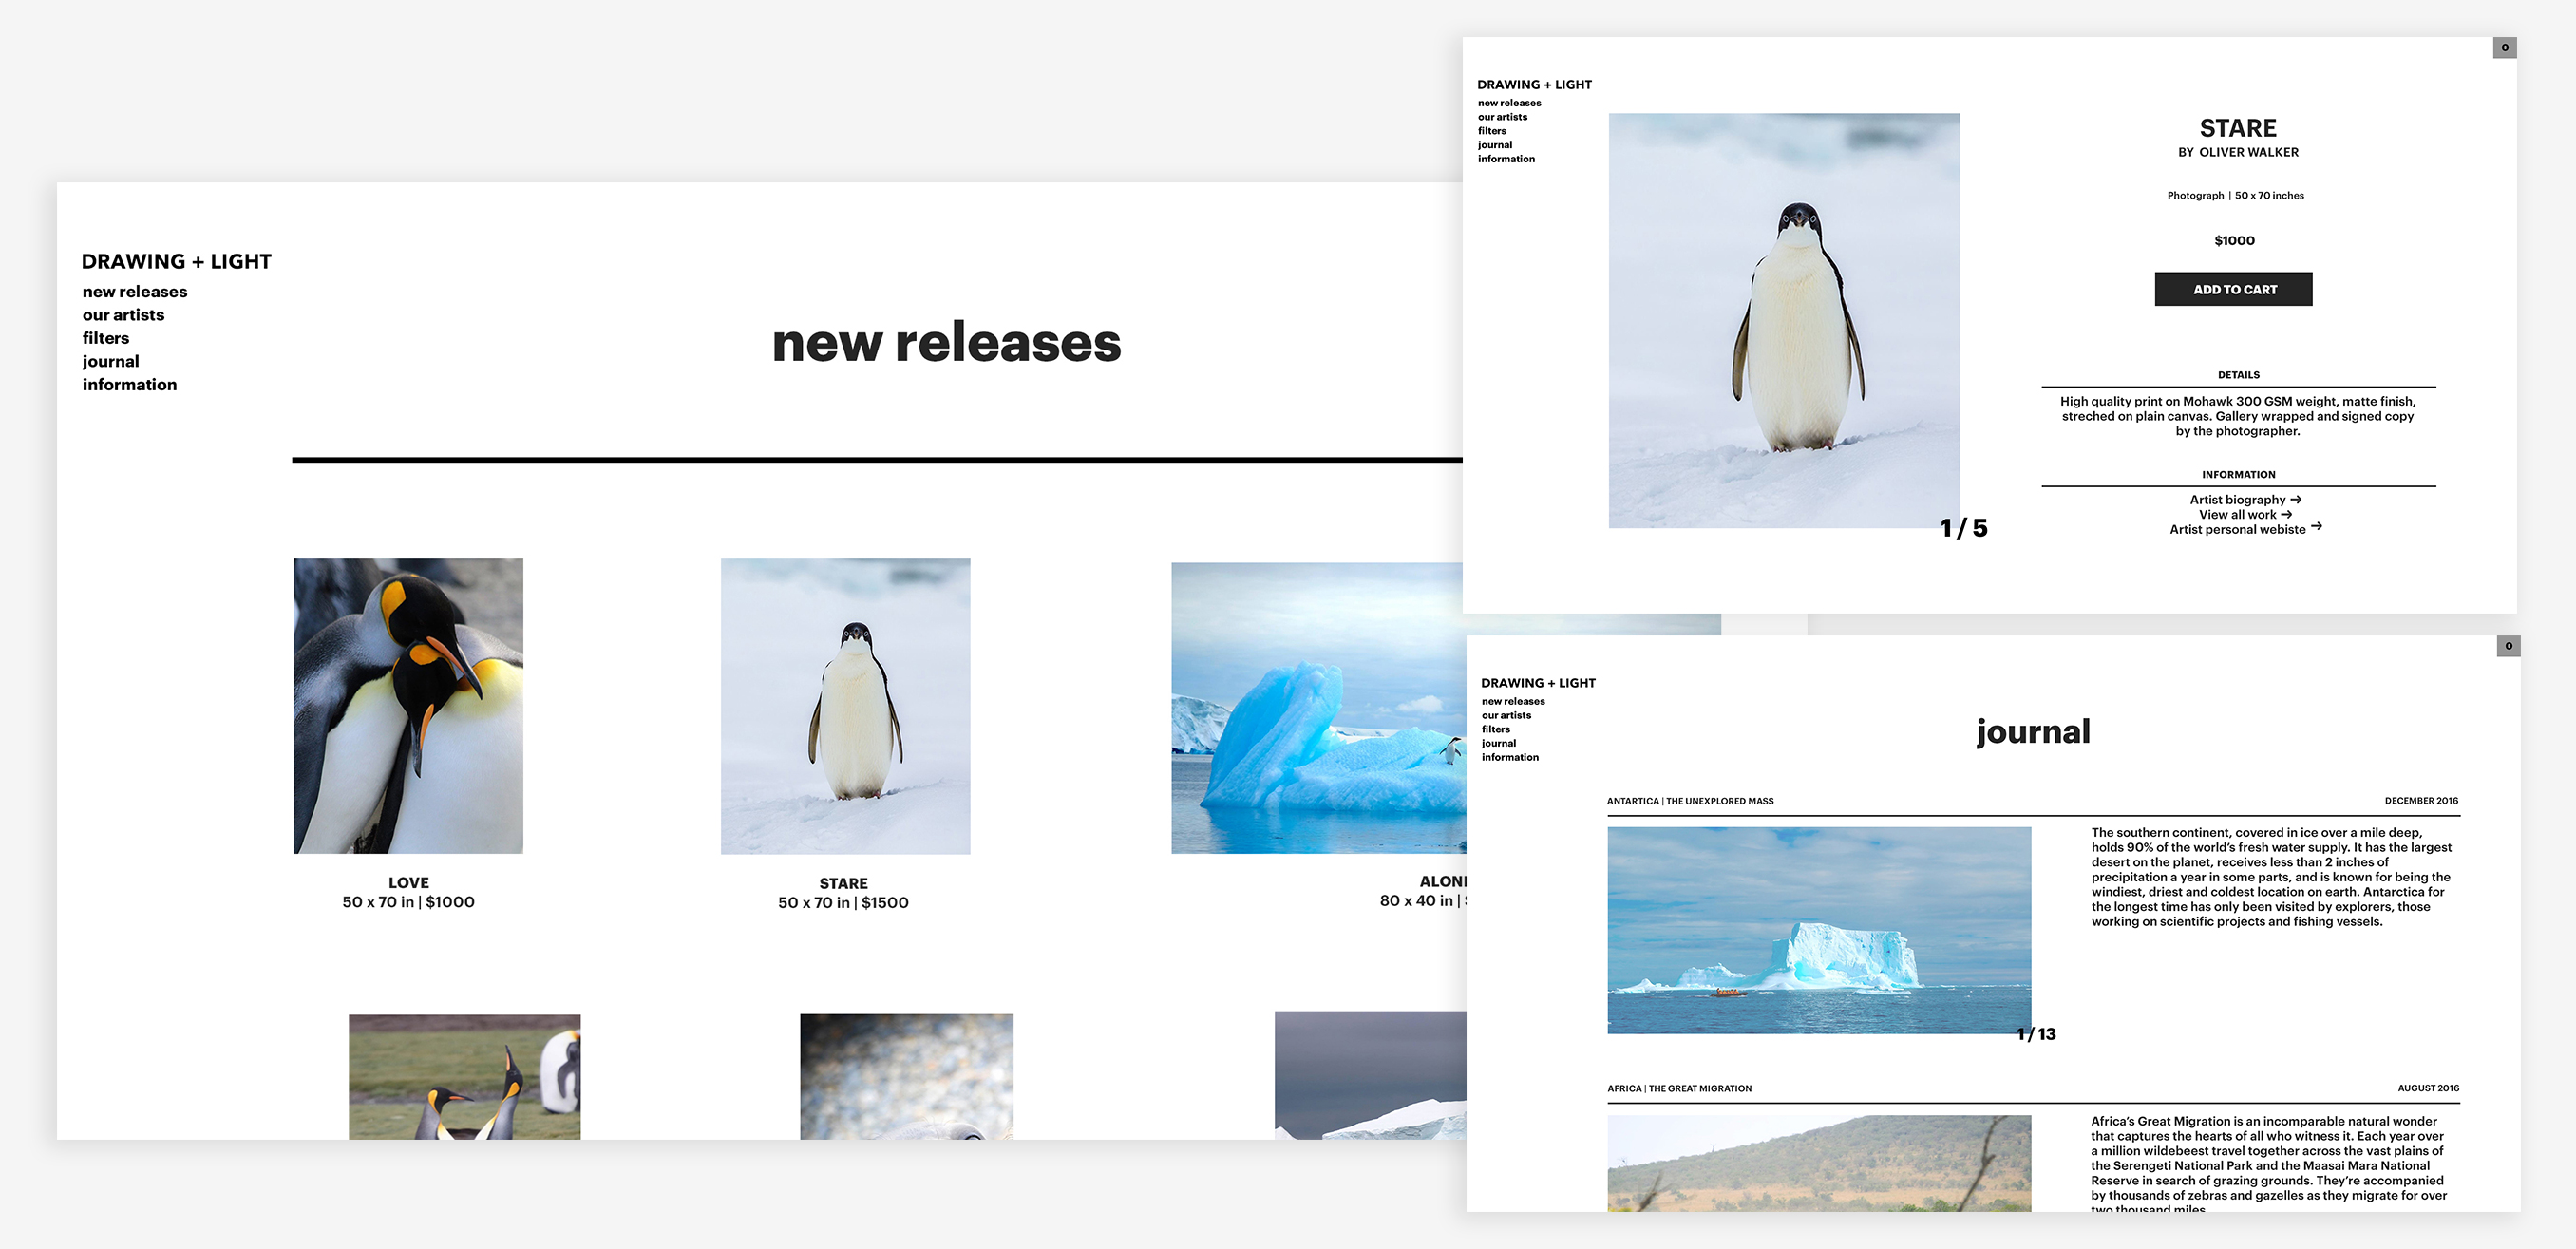 DRAWING + LIGHT
new releases
our artists
filters
journal
information
new releases
LOVE
50 x 70 in | $1000
STARE
50 x 70 in | $1500
80 x 40 in |
0
DRAWING + LIGHT
new releases
our artists
filters
journal
information
1 / 5
STARE
BY OLIVER WALKER
Photograph | 50 x 70 inches
$1000
ADD TO CART
DETAILS
High quality print on Mohawk 300 GSM weight, matte finish,
streched on plain canvas. Gallery wrapped and signed copy
by the photographer.
INFORMATION
Artist biography →
View all work →
Artist personal webiste →
0
DRAWING + LIGHT
new releases
our artists
filters
journal
information
journal
ANTARTICA | THE UNEXPLORED MASS
DECEMBER 2016
The southern continent, covered in ice over a mile deep,
holds 90% of the world’s fresh water supply. It has the largest
desert on the planet, receives less than 2 inches of
precipitation a year in some parts, and is known for being the
windiest, driest and coldest location on earth. Antarctica for
the longest time has only been visited by explorers, those
working on scientific projects and fishing vessels.
1 / 13
AFRICA | THE GREAT MIGRATION
AUGUST 2016
Africa’s Great Migration is an incomparable natural wonder
that captures the hearts of all who witness it. Each year over
a million wildebeest travel together across the vast plains of
the Serengeti National Park and the Maasai Mara National
Reserve in search of grazing grounds. They’re accompanied
by thousands of zebras and gazelles as they migrate for over
two thousand miles